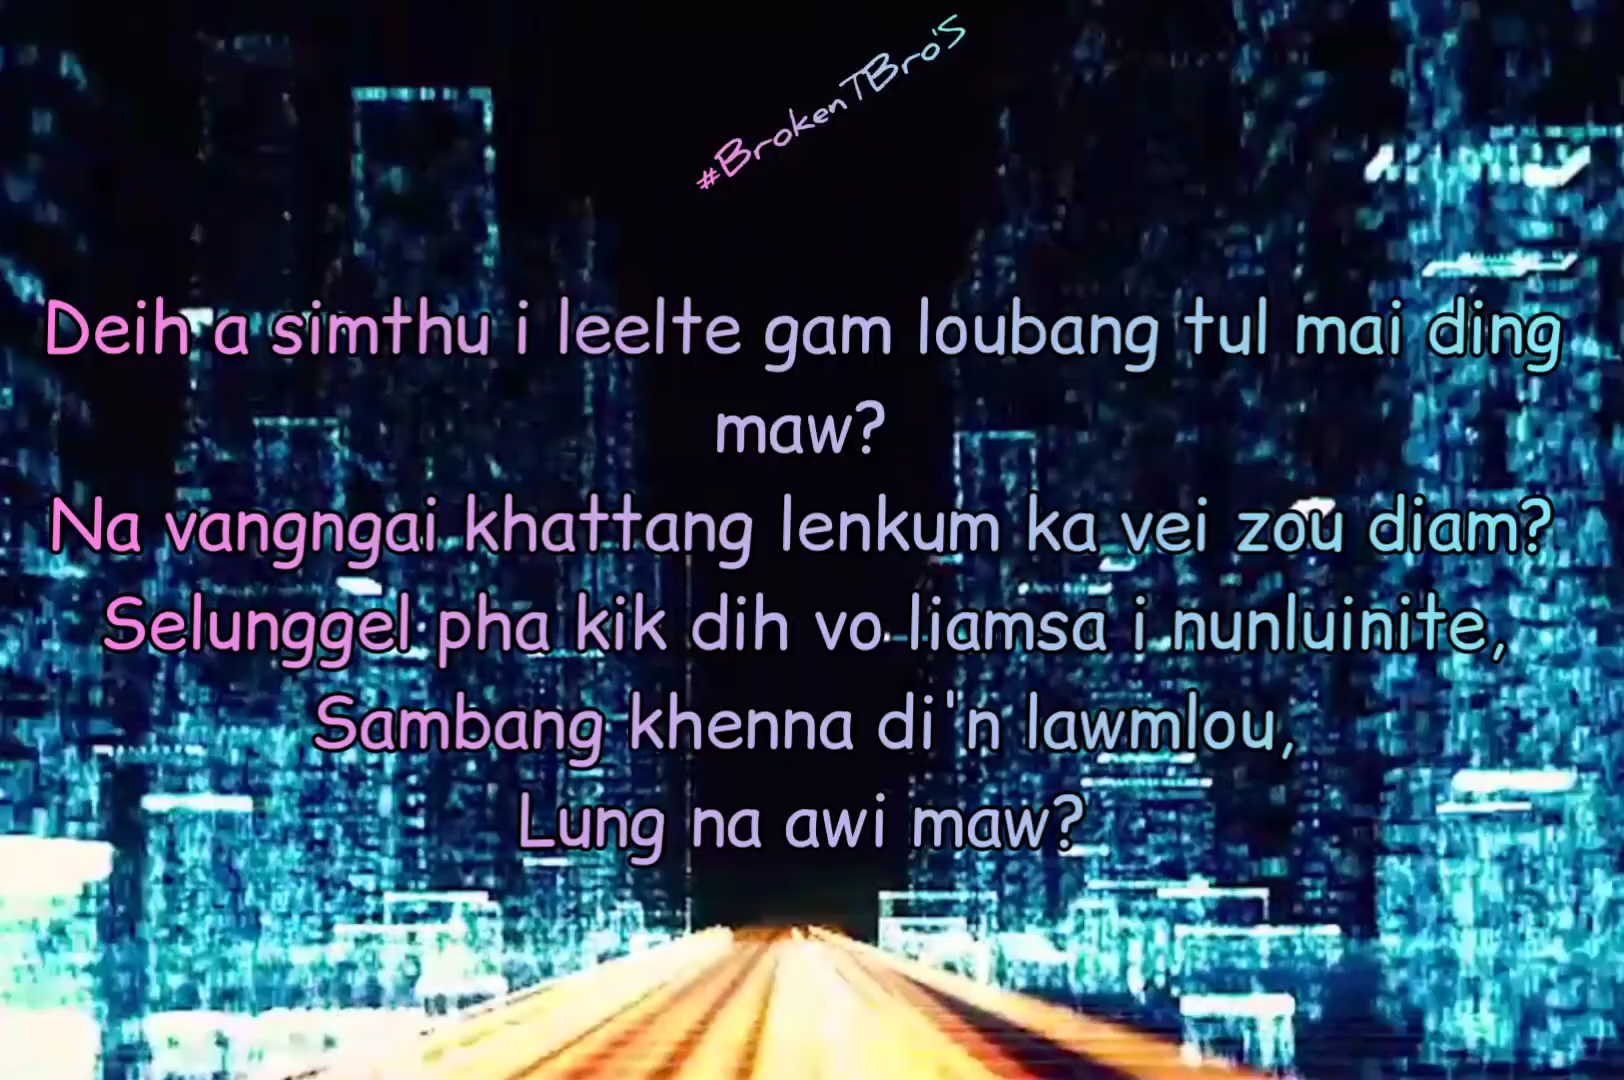 #BrokenTBro'S
Deih a simthu i leelte gam loubang tul mai ding
maw?
Na vangngai khattang lenkum ka vei zou diam?
Selunggel pha kik dih vo liamsa i nunluinite,
Sambang khenna di'n lawmlou,
Lung na awi maw?